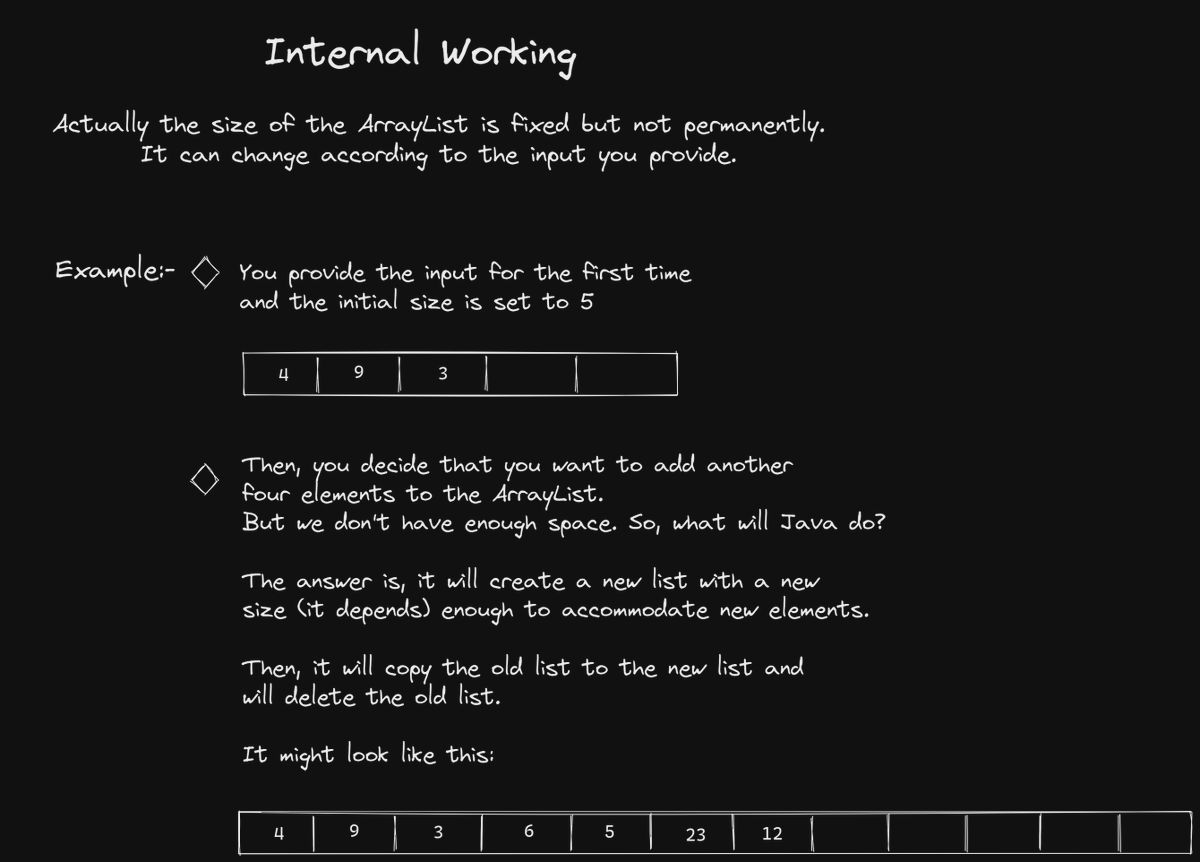 Internal Working
Actually the size of the ArrayList is fixed but not permanently.
It can change according to the input you provide.
Example:-
You provide the input for the first time
and the initial size is set to 5
4 9 3
Then, you decide that you want to add another
four elements to the ArrayList.
But we don't have enough space. So, what will Java do?
The answer is, it will create a new list with a new
size (it depends) enough to accommodate new elements.
Then, it will copy the old list to the new list and
will delete the old list.
It might look like this:
4 9 3 6 5 23 12